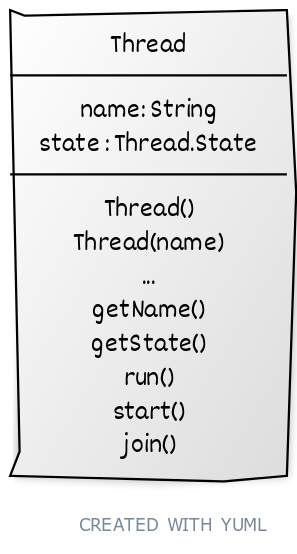 Thread
name: String
state : Thread.State
Thread()
Thread(name)
...
getName()
getState()
run()
start()
join()
CREATED WITH YUML